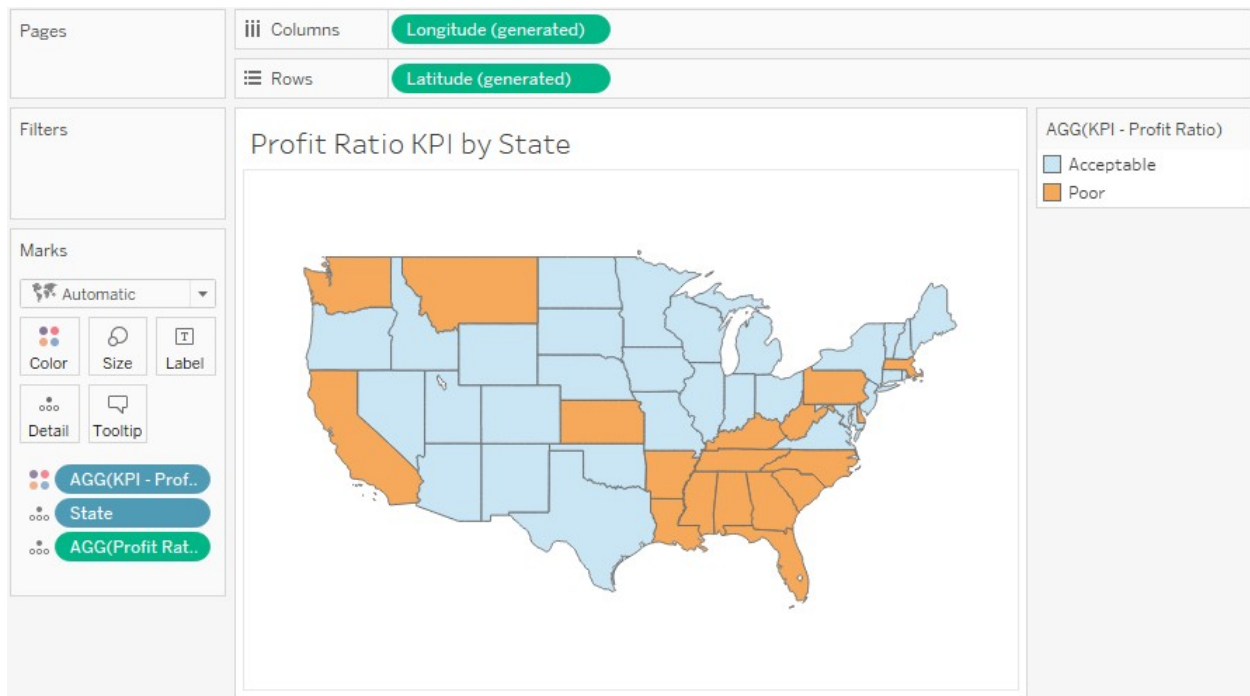 Pages
Columns
Longitude (generated)
Rows
Latitude (generated)
Filters
Profit Ratio KPI by State
AGG(KPI - Profit Ratio)
Acceptable
Poor
Marks
Automatic
Color
Size
T
Label
Detail
Tooltip
AGG(KPI - Prof..
State
AGG(Profit Rat..